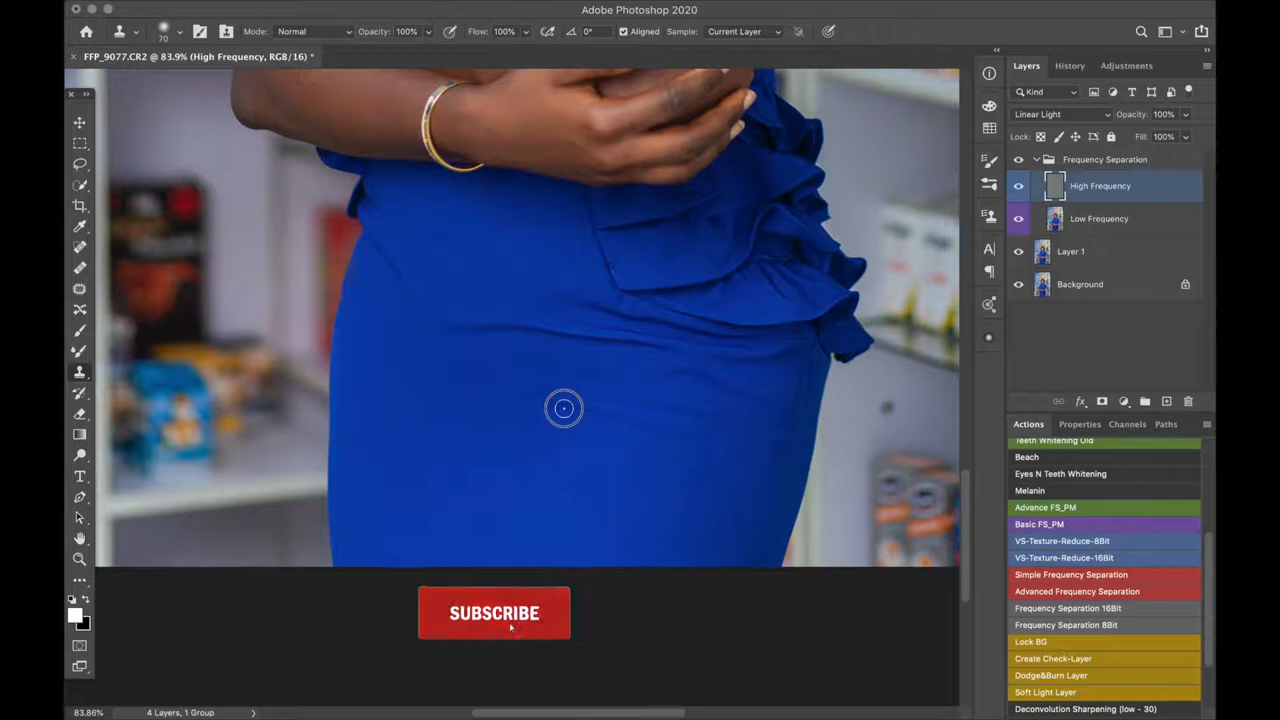 Adobe Photoshop 2020
70
Mode: Normal
Opacity: 100%
Flow: 100%
0°
Aligned
Sample: Current Layer
FFP_9077.CR2 @ 83.9% (High Frequency, RGB/16) *
Layers
History
Adjustments
Kind
Linear Light
Opacity: 100%
Lock:
Fill: 100%
Frequency Separation
High Frequency
Low Frequency
Layer 1
Background
fx
Actions
Properties
Channels
Paths
Teeth Whitening Old
Beach
Eyes N Teeth Whitening
Melanin
Advance FS_PM
Basic FS_PM
VS-Texture-Reduce-8Bit
VS-Texture-Reduce-16Bit
Simple Frequency Separation
Advanced Frequency Separation
Frequency Separation 16Bit
Frequency Separation 8Bit
Lock BG
Create Check-Layer
Dodge&Burn Layer
Soft Light Layer
Deconvolution Sharpening (low - 30)
SUBSCRIBE
83.86%
4 Layers, 1 Group